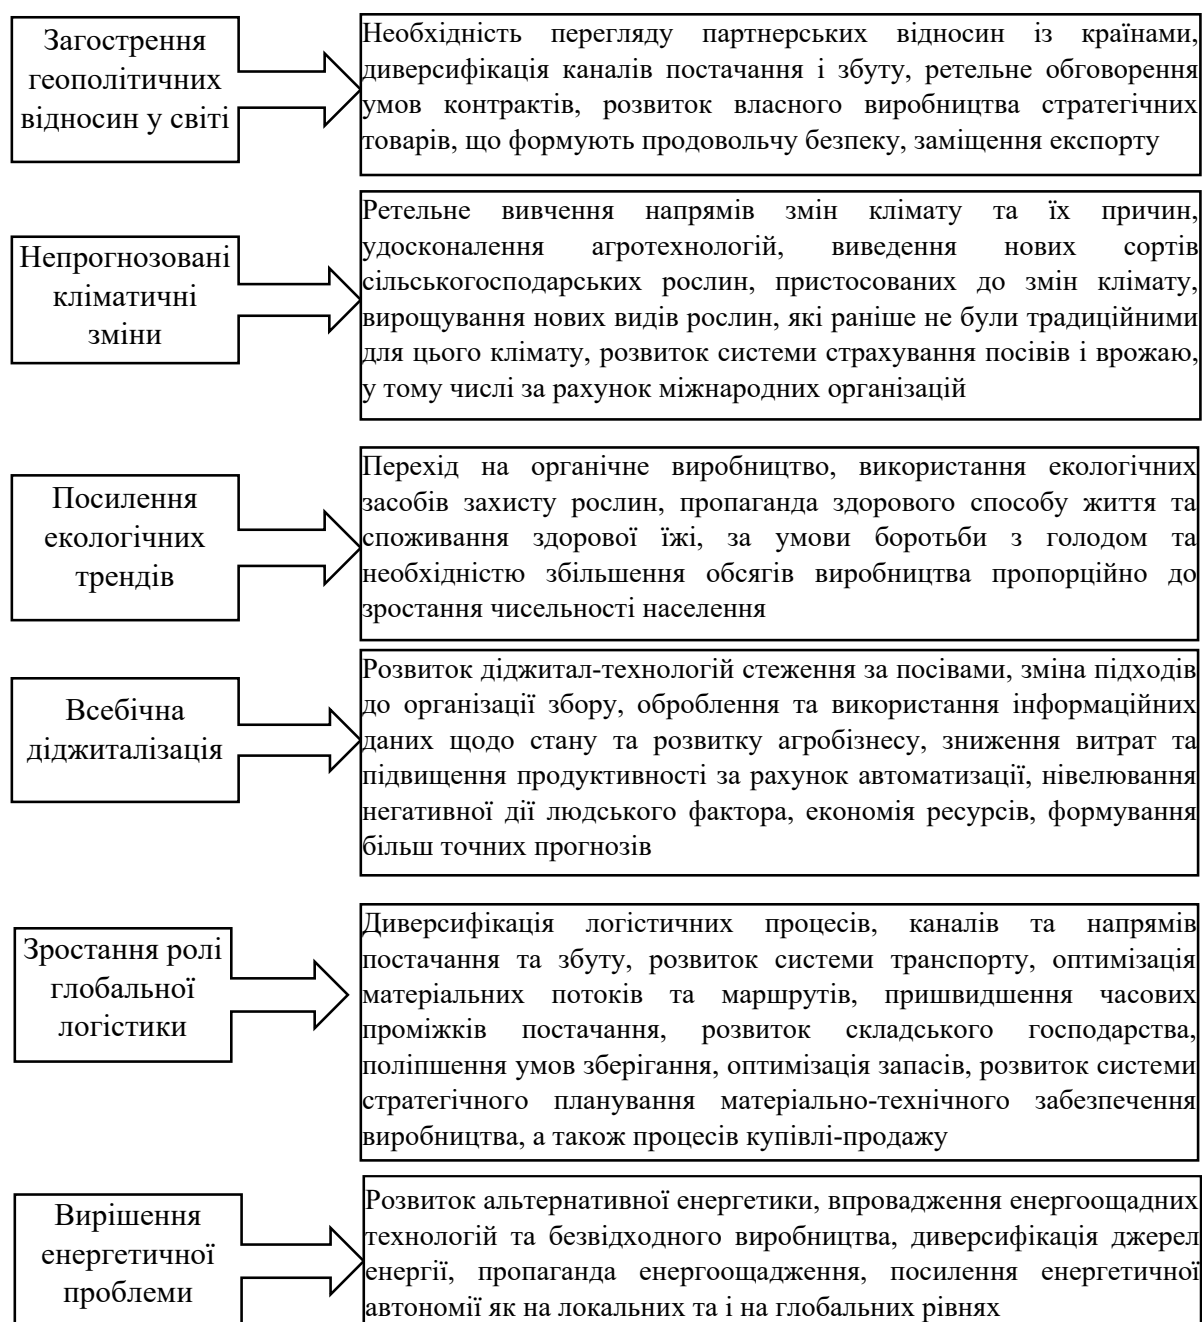 Загострення
геополітичних
відносин у світі
Необхідність перегляду партнерських відносин із країнами,
диверсифікація каналів постачання і збуту, ретельне обговорення
умов контрактів, розвиток власного виробництва стратегічних
товарів, що формують продовольчу безпеку, заміщення експорту
Непрогнозовані
кліматичні
зміни
Ретельне вивчення напрямів змін клімату та їх причин,
удосконалення агротехнологій, виведення нових сортів
сільськогосподарських рослин, пристосованих до змін клімату,
вирощування нових видів рослин, які раніше не були традиційними
для цього клімату, розвиток системи страхування посівів і врожаю,
у тому числі за рахунок міжнародних організацій
Посилення
екологічних
трендів
Перехід на органічне виробництво, використання екологічних
засобів захисту рослин, пропаганда здорового способу життя та
споживання здорової їжі, за умови боротьби з голодом та
необхідністю збільшення обсягів виробництва пропорційно до
зростання чисельності населення
Всебічна
діджиталізація
Розвиток діджитал-технологій стеження за посівами, зміна підходів
до організації збору, оброблення та використання інформаційних
даних щодо стану та розвитку агробізнесу, зниження витрат та
підвищення продуктивності за рахунок автоматизації, нівелювання
негативної дії людського фактора, економія ресурсів, формування
більш точних прогнозів
Зростання ролі
глобальної
логістики
Диверсифікація логістичних процесів, каналів та напрямів
постачання та збуту, розвиток системи транспорту, оптимізація
матеріальних потоків та маршрутів, пришвидшення часових
проміжків постачання, розвиток складського господарства,
поліпшення умов зберігання, оптимізація запасів, розвиток системи
стратегічного планування матеріально-технічного забезпечення
виробництва, а також процесів купівлі-продажу
Вирішення
енергетичної
проблеми
Розвиток альтернативної енергетики, впровадження енергоощадних
технологій та безвідходного виробництва, диверсифікація джерел
енергії, пропаганда енергоощадження, посилення енергетичної
автономії як на локальних та і на глобальних рівнях